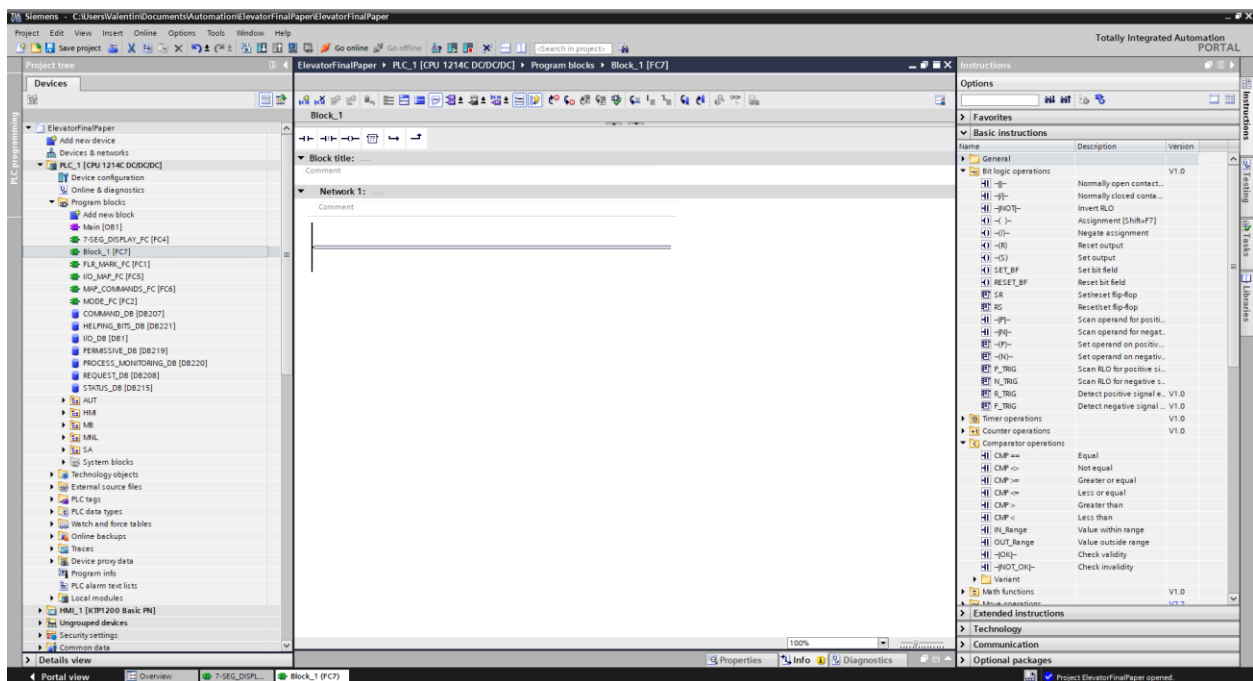 Siemens - C:\Users\Valentin\Documents\Automation\ElevatorFinalPaper\ElevatorFinalPaper
Project Edit View Insert Online Options Tools Window Help
Save project Go online Go offline <Search in project>
Totally Integrated Automation
PORTAL
Project tree
Devices
PLC programming
ElevatorFinalPaper
Add new device
Devices & networks
PLC_1 [CPU 1214C DC/DC/DC]
Device configuration
Online & diagnostics
Program blocks
Add new block
Main [OB1]
7-SEG_DISPLAY_FC [FC4]
Block_1 [FC7]
FLR_MARK_FC [FC1]
I/O_MAP_FC [FC5]
MAP_COMMANDS_FC [FC6]
MODE_FC [FC2]
COMMAND_DB [DB207]
HELPING_BITS_DB [DB221]
I/O_DB [DB1]
PERMISSIVE_DB [DB219]
PROCESS_MONITORING_DB [DB220]
REQUEST_DB [DB208]
STATUS_DB [DB215]
AUT
HMI
MB
MNL
SA
System blocks
Technology objects
External source files
PLC tags
PLC data types
Watch and force tables
Online backups
Traces
Device proxy data
Program info
PLC alarm text lists
Local modules
HMI_1 [KTP1200 Basic PN]
Ungrouped devices
Security settings
Common data
Details view
ElevatorFinalPaper PLC_1 [CPU 1214C DC/DC/DC] Program blocks Block_1 [FC7]
Block_1
Block title: .....
Comment
Network 1: .....
Comment
100%
Properties Info Diagnostics
Instructions
Options
Favorites
Basic instructions
Name Description Version
General
Bit logic operations V1.0
-||- Normally open contact...
-|/|- Normally closed conta...
-|NOT|- Invert RLO
-( )- Assignment [Shift+F7]
-(/)- Negate assignment
-(R) Reset output
-(S) Set output
SET_BF Set bit field
RESET_BF Reset bit field
SR Set/reset flip-flop
RS Reset/set flip-flop
-|P|- Scan operand for positi...
-|N|- Scan operand for negat...
-(P)- Set operand on positiv...
-(N)- Set operand on negativ...
P_TRIG Scan RLO for positive si...
N_TRIG Scan RLO for negative s...
R_TRIG Detect positive signal e... V1.0
F_TRIG Detect negative signal ... V1.0
Timer operations V1.0
Counter operations V1.0
Comparator operations
CMP == Equal
CMP <> Not equal
CMP >= Greater or equal
CMP <= Less or equal
CMP > Greater than
CMP < Less than
IN_Range Value within range
OUT_Range Value outside range
-|OK|- Check validity
-|NOT_OK|- Check invalidity
Variant
Math functions V1.0
Move operations
Extended instructions
Technology
Communication
Optional packages
Instructions
Testing
Tasks
Libraries
Portal view Overview 7-SEG_DISPL... Block_1 (FC7)
Project ElevatorFinalPaper opened.